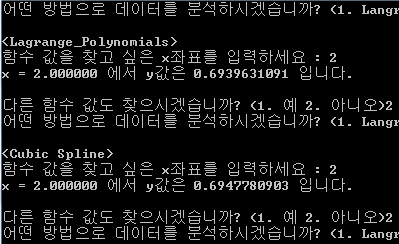 어떤 방법으로 데이터를 분석하시겠습니까? (1. Langr
<Lagrange_Polynomials>
함수 값을 찾고 싶은 x좌표를 입력하세요 : 2
x = 2.000000 에서 y값은 0.6939631091 입니다.
다른 함수 값도 찾으시겠습니까? (1. 예 2. 아니오)2
어떤 방법으로 데이터를 분석하시겠습니까? (1. Langr
<Cubic Spline>
함수 값을 찾고 싶은 x좌표를 입력하세요 : 2
x = 2.000000 에서 y값은 0.6947780903 입니다.
다른 함수 값도 찾으시겠습니까? (1. 예 2. 아니오)2
어떤 방법으로 데이터를 분석하시겠습니까? (1. Langr